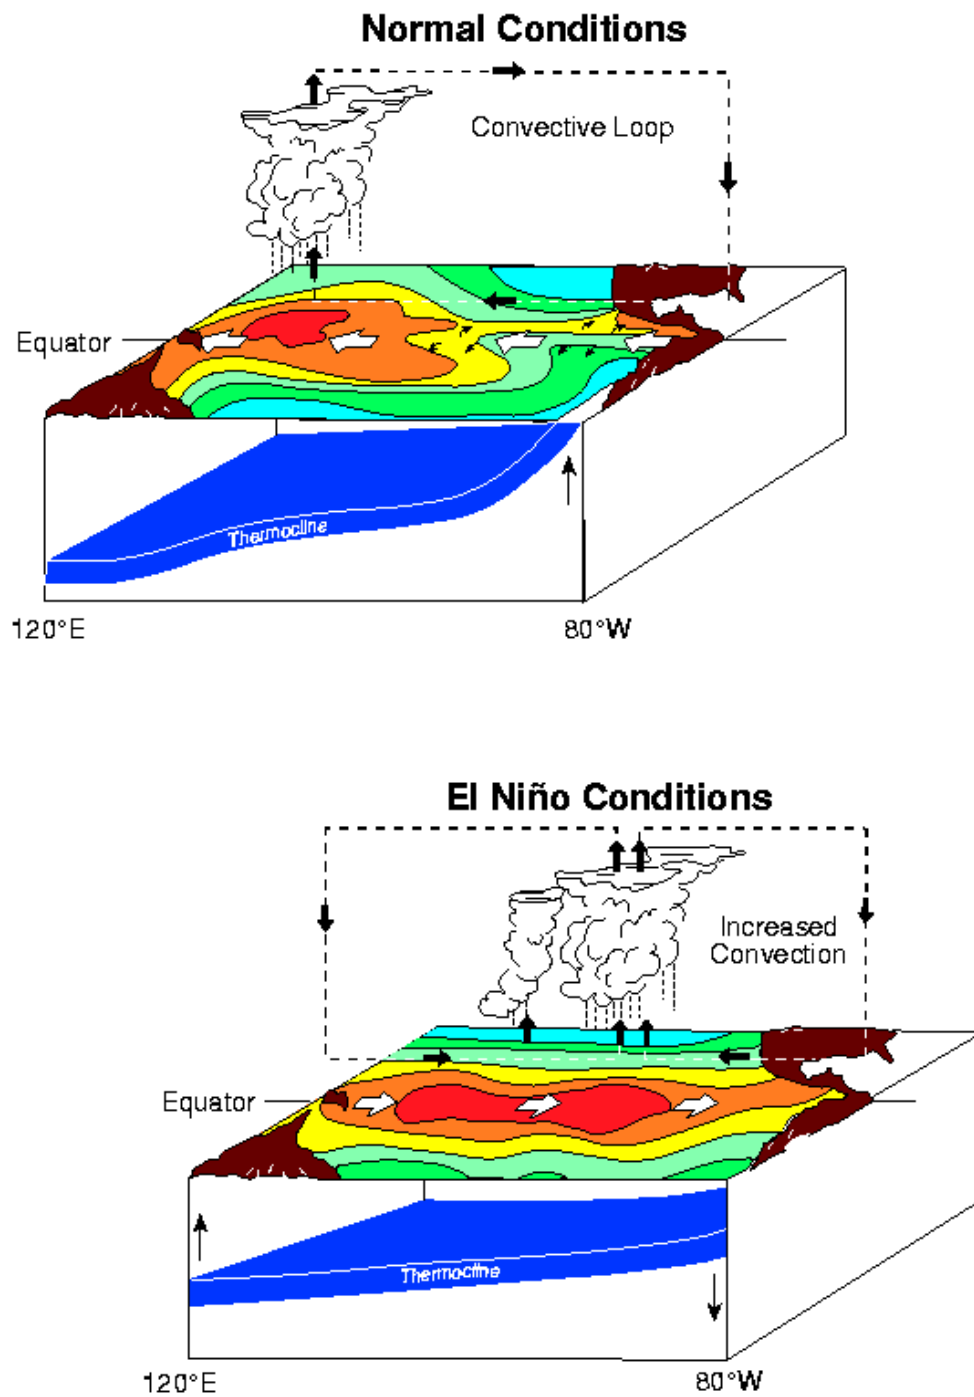 Normal Conditions
Convective Loop
Equator
Thermocline
120°E
80°W
El Niño Conditions
Increased
Convection
Equator
Thermocline
120°E
80°W